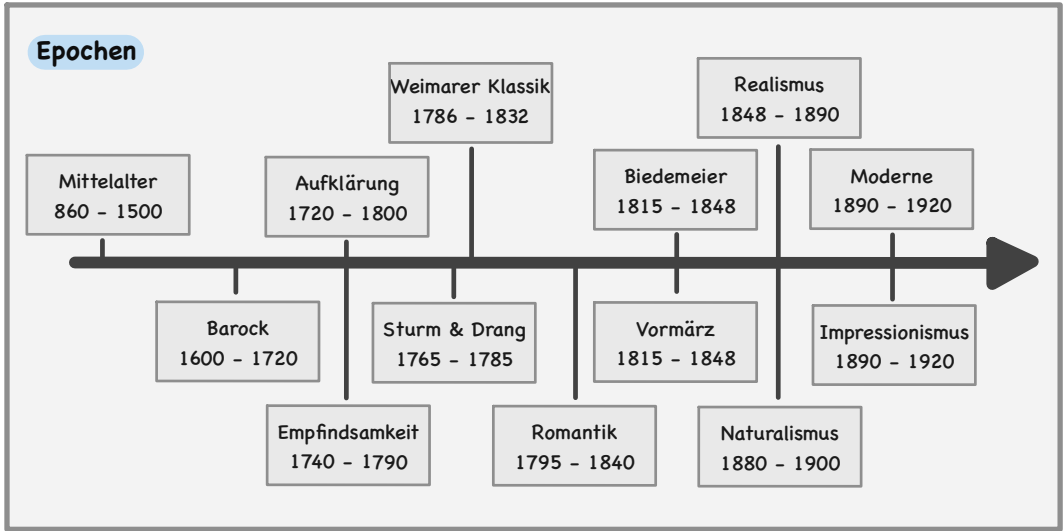 Epochen
Mittelalter
860 - 1500
Barock
1600 - 1720
Aufklärung
1720 - 1800
Empfindsamkeit
1740 - 1790
Weimarer Klassik
1786 - 1832
Sturm & Drang
1765 - 1785
Romantik
1795 - 1840
Biedemeier
1815 - 1848
Vormärz
1815 - 1848
Realismus
1848 - 1890
Naturalismus
1880 - 1900
Moderne
1890 - 1920
Impressionismus
1890 - 1920